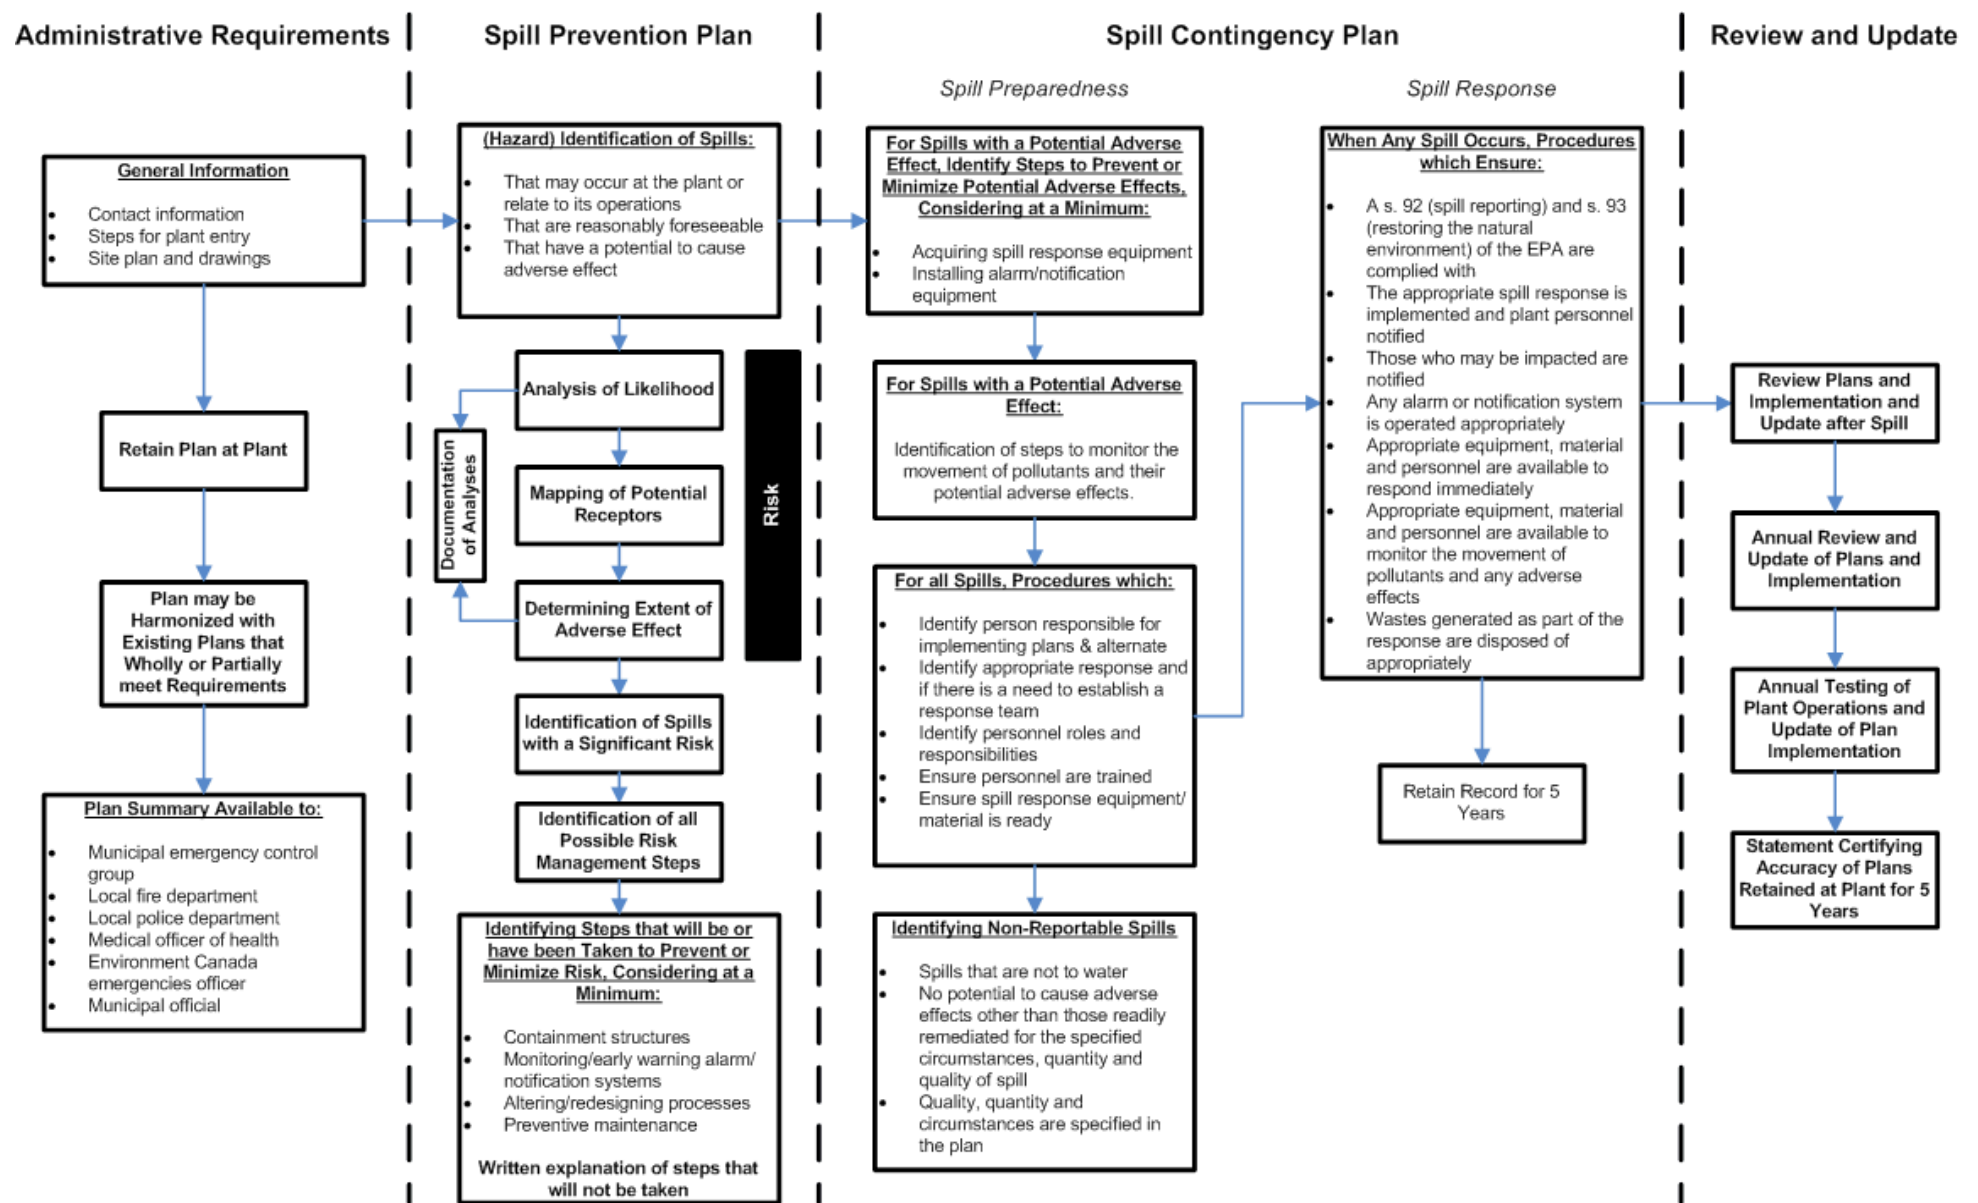 Administrative Requirements
General Information
• Contact information
• Steps for plant entry
• Site plan and drawings
Retain Plan at Plant
Plan may be
Harmonized with
Existing Plans that
Wholly or Partially
meet Requirements
Plan Summary Available to:
• Municipal emergency control
group
• Local fire department
• Local police department
• Medical officer of health
• Environment Canada
emergencies officer
• Municipal official
Spill Prevention Plan
(Hazard) Identification of Spills:
• That may occur at the plant or
relate to its operations
• That are reasonably foreseeable
• That have a potential to cause
adverse effect
Analysis of Likelihood
Documentation
of Analyses
Mapping of Potential
Receptors
Risk
Determining Extent of
Adverse Effect
Identification of Spills
with a Significant Risk
Identification of all
Possible Risk
Management Steps
Identifying Steps that will be or
have been Taken to Prevent or
Minimize Risk, Considering at a
Minimum:
• Containment structures
• Monitoring/early warning alarm/
notification systems
• Altering/redesigning processes
• Preventive maintenance
Written explanation of steps that
will not be taken
Spill Contingency Plan
Spill Preparedness
For Spills with a Potential Adverse
Effect, Identify Steps to Prevent or
Minimize Potential Adverse Effects,
Considering at a Minimum:
• Acquiring spill response equipment
• Installing alarm/notification
equipment
For Spills with a Potential Adverse
Effect:
Identification of steps to monitor the
movement of pollutants and their
potential adverse effects.
For all Spills, Procedures which:
• Identify person responsible for
implementing plans & alternate
• Identify appropriate response and
if there is a need to establish a
response team
• Identify personnel roles and
responsibilities
• Ensure personnel are trained
• Ensure spill response equipment/
material is ready
Identifying Non-Reportable Spills
• Spills that are not to water
• No potential to cause adverse
effects other than those readily
remediated for the specified
circumstances, quantity and
quality of spill
• Quality, quantity and
circumstances are specified in
the plan
Spill Response
When Any Spill Occurs, Procedures
which Ensure:
• A s. 92 (spill reporting) and s. 93
(restoring the natural
environment) of the EPA are
complied with
• The appropriate spill response is
implemented and plant personnel
notified
• Those who may be impacted are
notified
• Any alarm or notification system
is operated appropriately
• Appropriate equipment, material
and personnel are available to
respond immediately
• Appropriate equipment, material
and personnel are available to
monitor the movement of
pollutants and any adverse
effects
• Wastes generated as part of the
response are disposed of
appropriately
Retain Record for 5
Years
Review and Update
Review Plans and
Implementation and
Update after Spill
Annual Review and
Update of Plans and
Implementation
Annual Testing of
Plant Operations and
Update of Plan
Implementation
Statement Certifying
Accuracy of Plans
Retained at Plant for 5
Years